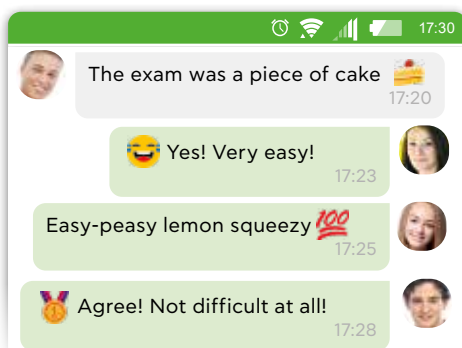 17:30
The exam was a piece of cake 🍰
17:20
😂 Yes! Very easy!
17:23
Easy-peasy lemon squeezy 💯
17:25
🏅 Agree! Not difficult at all!
17:28